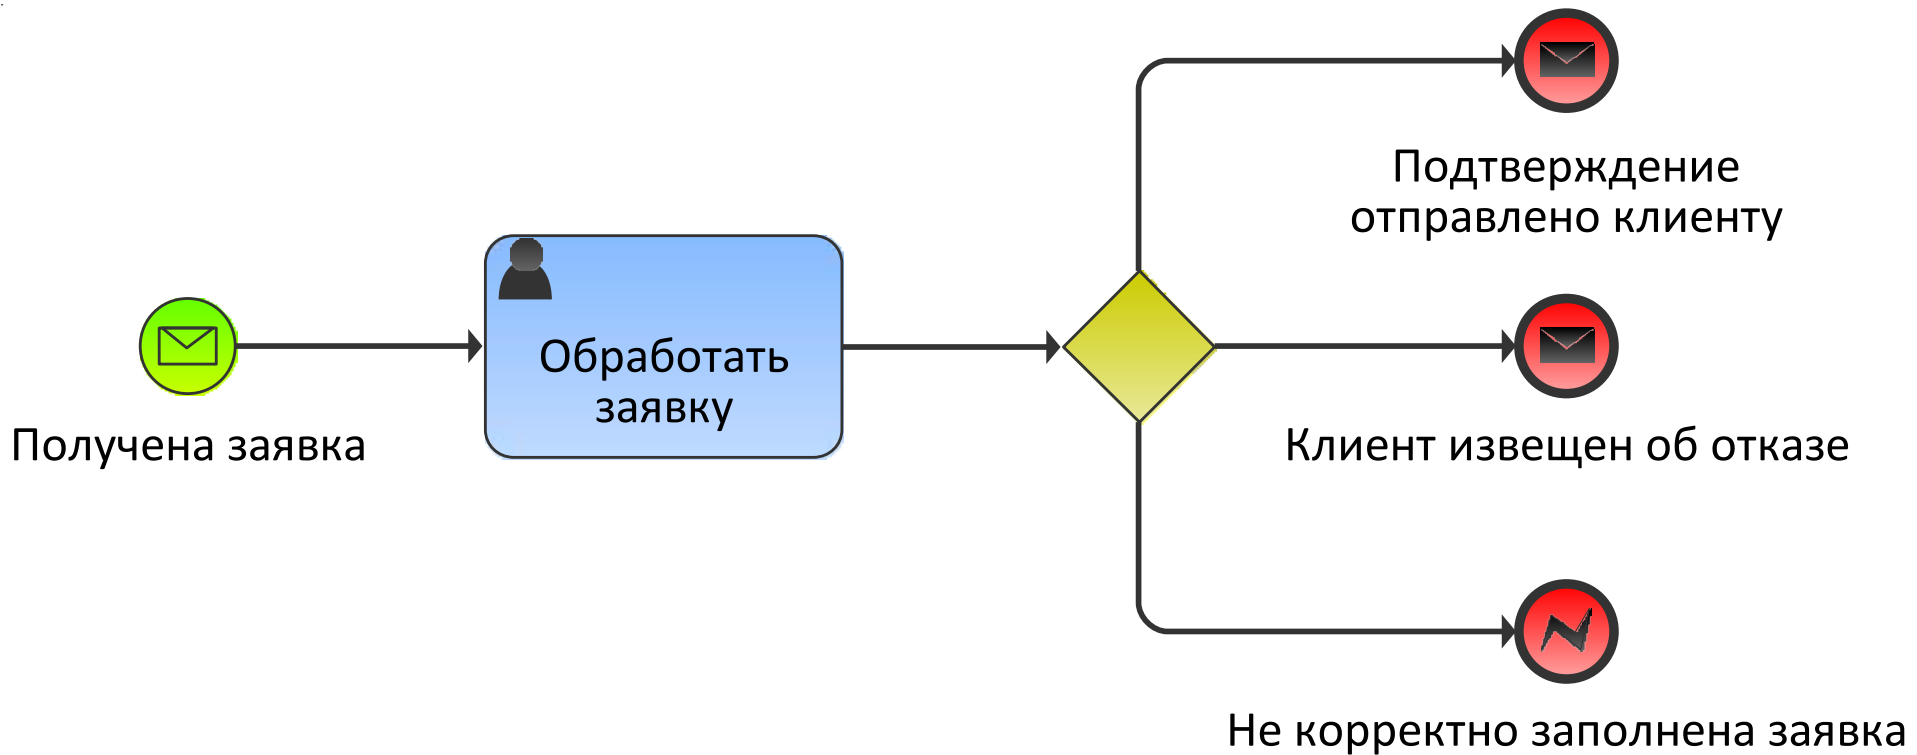 Получена заявка
Обработать
заявку
Подтверждение
отправлено клиенту
Клиент извещен об отказе
Не корректно заполнена заявка